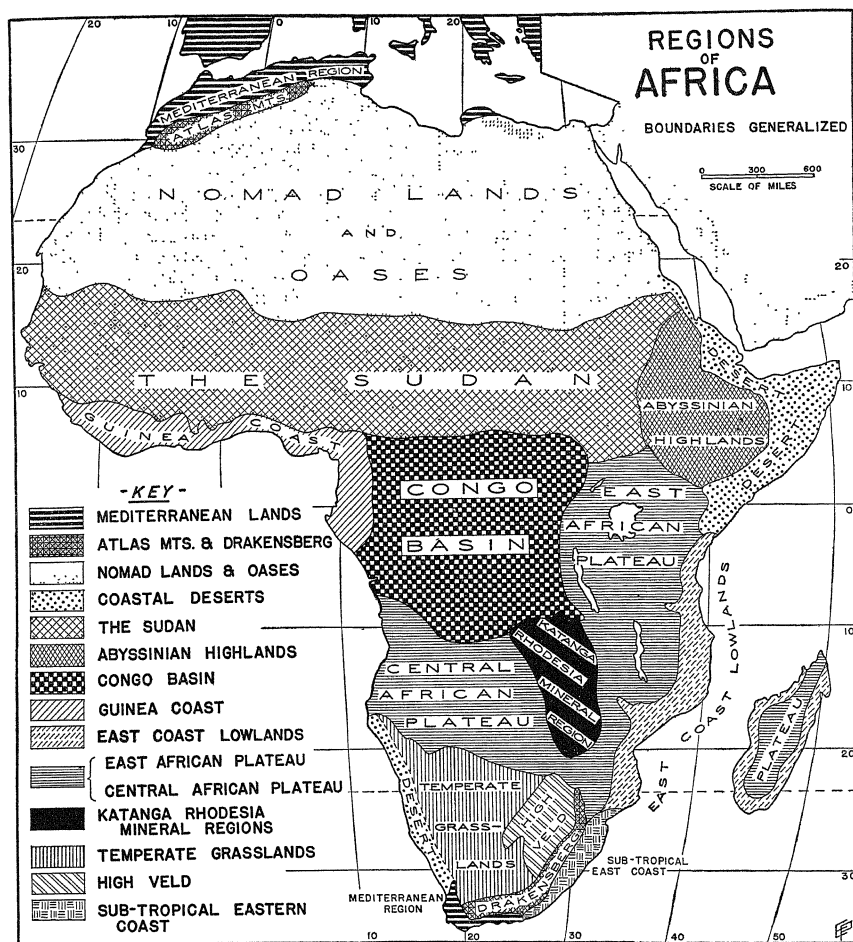 20 10 0 20
REGIONS
OF
AFRICA
BOUNDARIES GENERALIZED
0 300 600
SCALE OF MILES
MEDITERRANEAN REGION
ATLAS MTS.
30
NOMAD LANDS
AND
OASES
20
20
THE SUDAN
10
10
DESERT
ABYSSINIAN
HIGHLANDS
DESERT
GUINEA COAST
CONGO
BASIN
EAST
AFRICAN
PLATEAU
0
EAST COAST LOWLANDS
10
KATANGA
RHODESIA
MINERAL
REGION
CENTRAL
AFRICAN
PLATEAU
PLATEAU
20
DESERT
TEMPERATE
GRASS-
LANDS
HIGH
VELD
DRAKENSBERG
SUB-TROPICAL
EAST COAST
30
MEDITERRANEAN
REGION
10 20 30 40 50
-KEY-
MEDITERRANEAN LANDS
ATLAS MTS. & DRAKENSBERG
NOMAD LANDS & OASES
COASTAL DESERTS
THE SUDAN
ABYSSINIAN HIGHLANDS
CONGO BASIN
GUINEA COAST
EAST COAST LOWLANDS
EAST AFRICAN PLATEAU
CENTRAL AFRICAN PLATEAU
KATANGA RHODESIA
MINERAL REGIONS
TEMPERATE GRASSLANDS
HIGH VELD
SUB-TROPICAL EASTERN
COAST